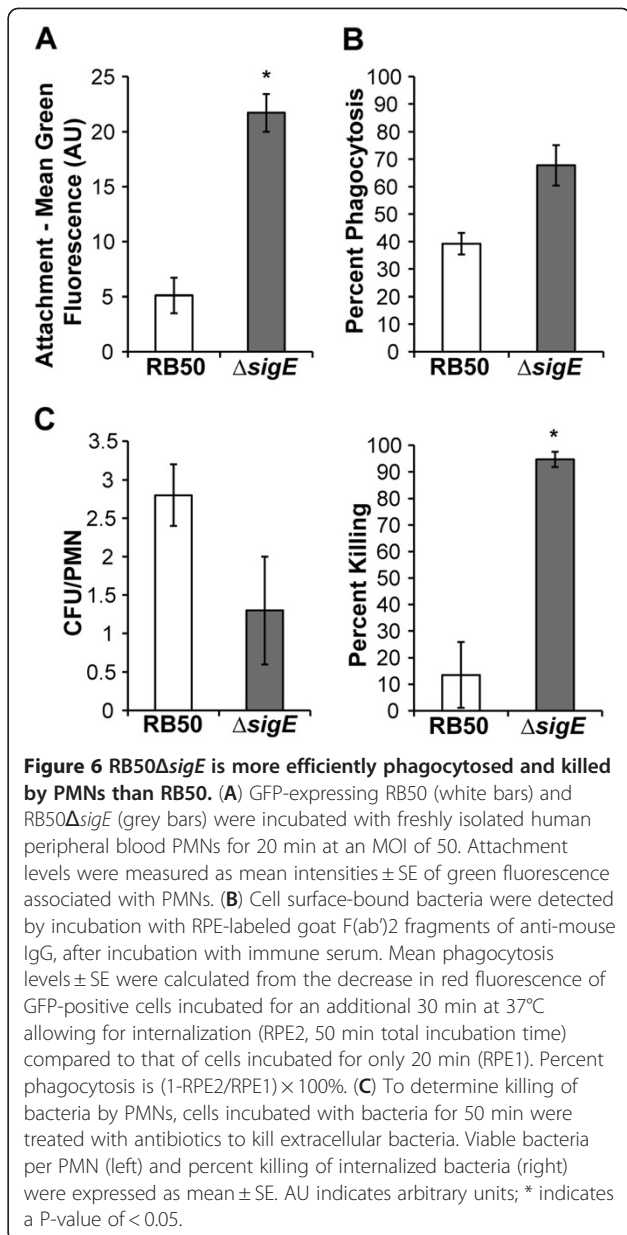 A
B
Attachment - Mean Green
Fluorescence (AU)
25
20
15
10
5
0
*
RB50 ΔsigE
Percent Phagocytosis
100
90
80
70
60
50
40
30
20
10
0
RB50 ΔsigE
C
CFU/PMN
3.5
3
2.5
2
1.5
1
0.5
0
RB50 ΔsigE
Percent Killing
100
90
80
70
60
50
40
30
20
10
0
*
RB50 ΔsigE
Figure 6 RB50ΔsigE is more efficiently phagocytosed and killed
by PMNs than RB50. (A) GFP-expressing RB50 (white bars) and
RB50ΔsigE (grey bars) were incubated with freshly isolated human
peripheral blood PMNs for 20 min at an MOI of 50. Attachment
levels were measured as mean intensities ± SE of green fluorescence
associated with PMNs. (B) Cell surface-bound bacteria were detected
by incubation with RPE-labeled goat F(ab')2 fragments of anti-mouse
IgG, after incubation with immune serum. Mean phagocytosis
levels ± SE were calculated from the decrease in red fluorescence of
GFP-positive cells incubated for an additional 30 min at 37°C
allowing for internalization (RPE2, 50 min total incubation time)
compared to that of cells incubated for only 20 min (RPE1). Percent
phagocytosis is (1-RPE2/RPE1) × 100%. (C) To determine killing of
bacteria by PMNs, cells incubated with bacteria for 50 min were
treated with antibiotics to kill extracellular bacteria. Viable bacteria
per PMN (left) and percent killing of internalized bacteria (right)
were expressed as mean ± SE. AU indicates arbitrary units; * indicates
a P-value of < 0.05.